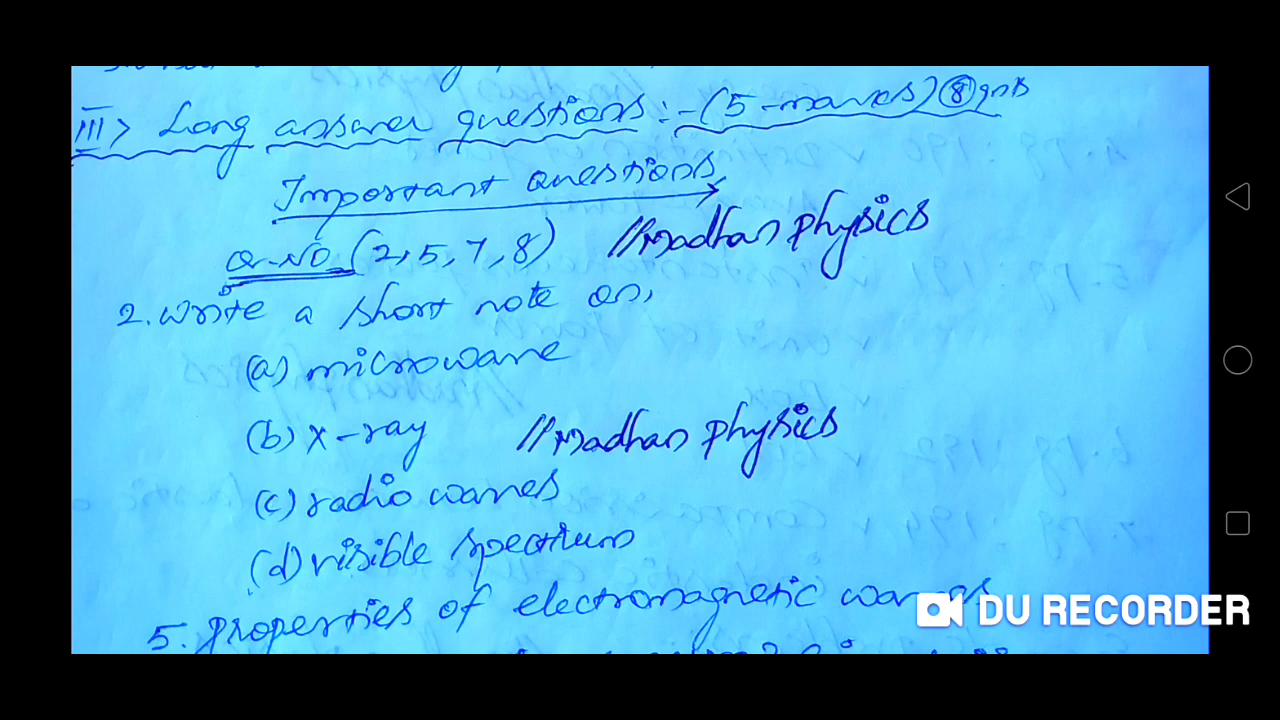 III> Long answer questions :- (5-marks) 8 qns
Important questions,
Q.NO (2,5,7,8) //Madhan physics
2. write a short note on,
(a) microwave
(b) x-ray //Madhan physics
(c) radio waves
(d) visible spectrum
5. properties of electromagnetic waves
DU RECORDER